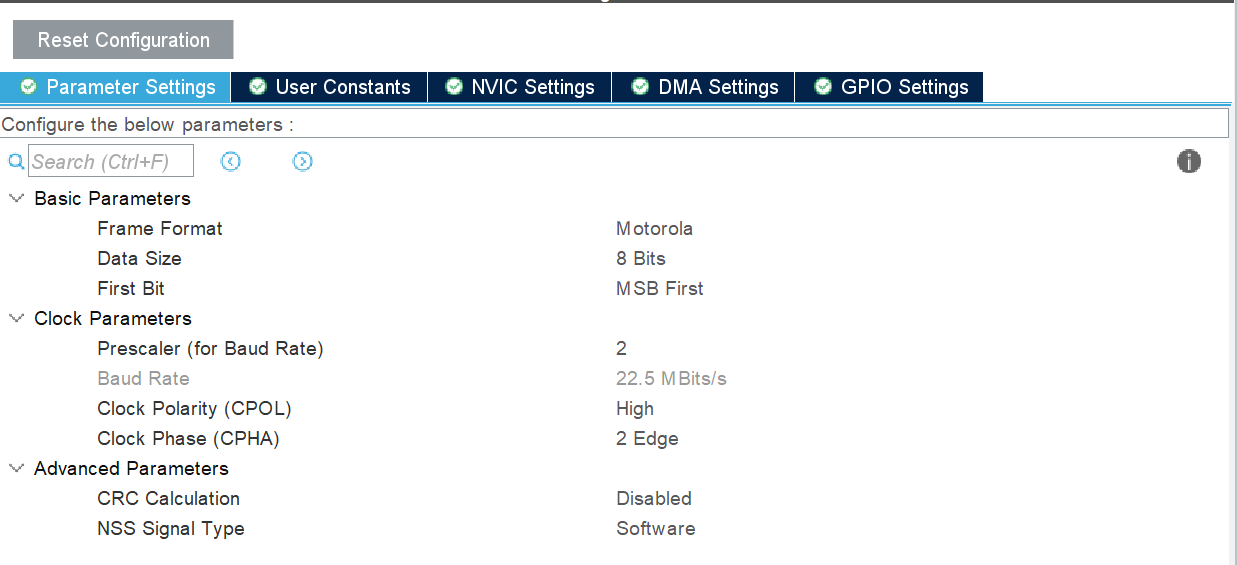 Reset Configuration
Parameter Settings User Constants NVIC Settings DMA Settings GPIO Settings
Configure the below parameters :
Search (Ctrl+F)
Basic Parameters
Frame Format Motorola
Data Size 8 Bits
First Bit MSB First
Clock Parameters
Prescaler (for Baud Rate) 2
Baud Rate 22.5 MBits/s
Clock Polarity (CPOL) High
Clock Phase (CPHA) 2 Edge
Advanced Parameters
CRC Calculation Disabled
NSS Signal Type Software